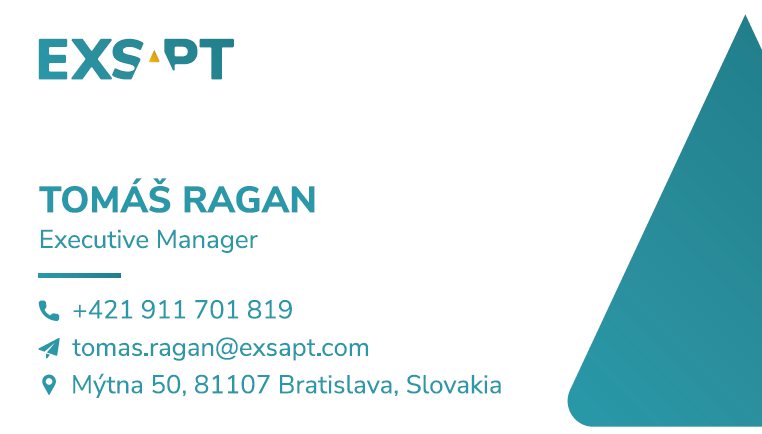 EXSAPT
TOMÁŠ RAGAN
Executive Manager
+421 911 701 819
tomas.ragan@exsapt.com
Mýtna 50, 81107 Bratislava, Slovakia